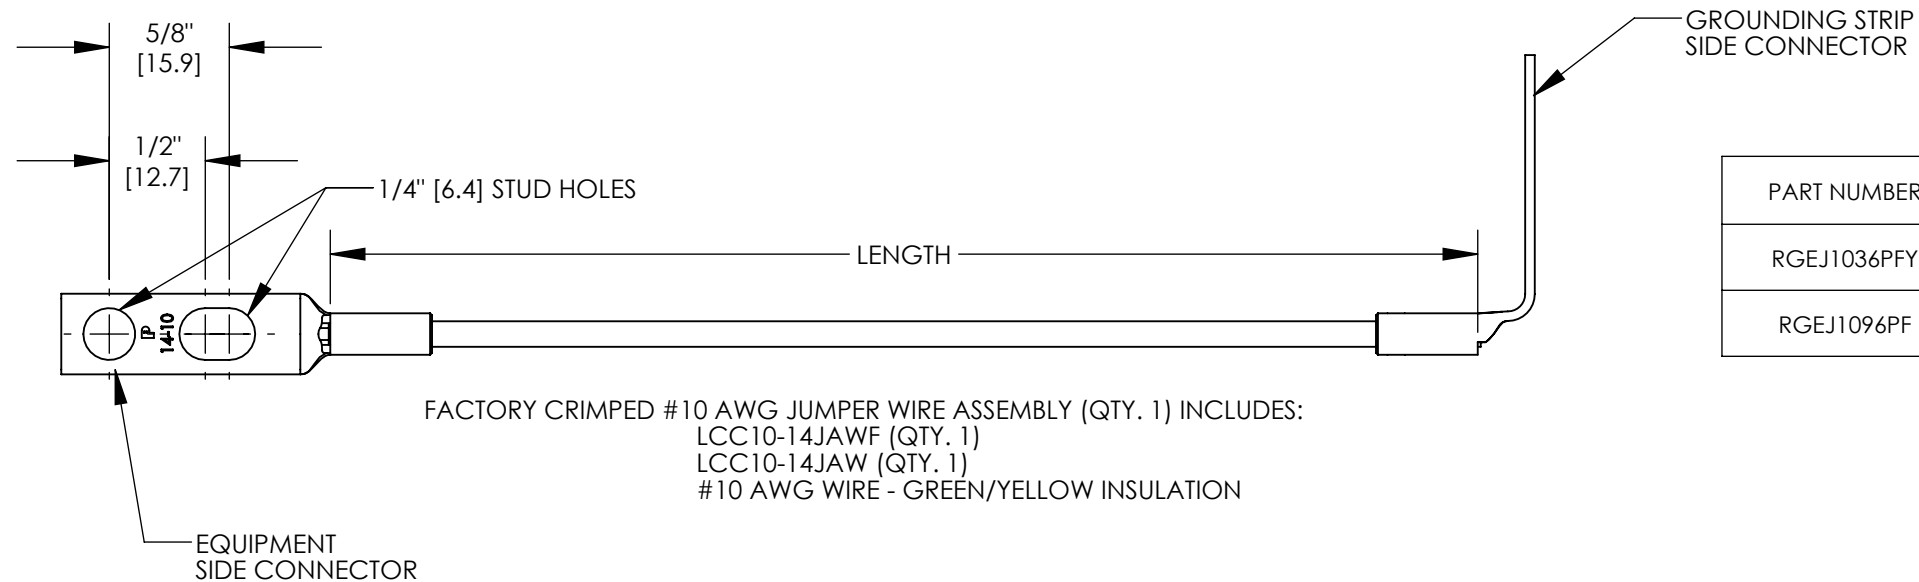 5/8"
[15.9]
1/2"
[12.7]
1/4" [6.4] STUD HOLES
LENGTH
GROUNDING STRIP
SIDE CONNECTOR
PART NUMBER
RGEJ1036PFY
RGEJ1096PF
P
14-10
FACTORY CRIMPED #10 AWG JUMPER WIRE ASSEMBLY (QTY. 1) INCLUDES:
LCC10-14JAWF (QTY. 1)
LCC10-14JAW (QTY. 1)
#10 AWG WIRE - GREEN/YELLOW INSULATION
EQUIPMENT
SIDE CONNECTOR